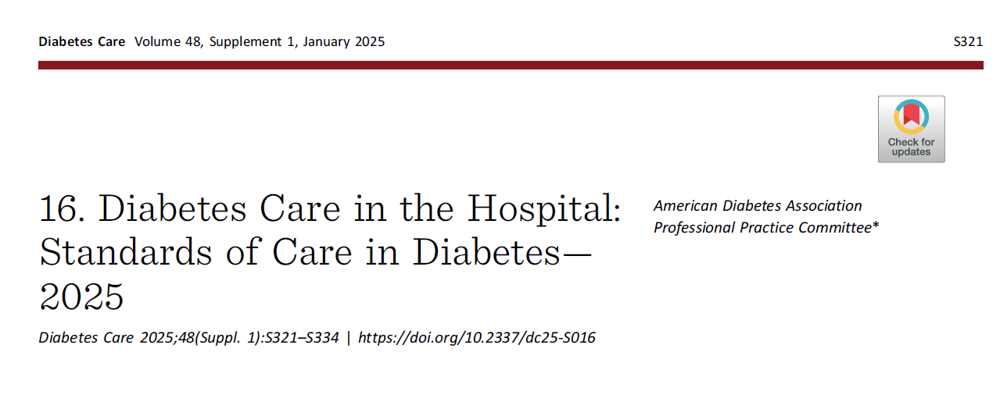 Diabetes Care Volume 48, Supplement 1, January 2025 S321
Check for
updates
16. Diabetes Care in the Hospital:
Standards of Care in Diabetes—
2025
American Diabetes Association
Professional Practice Committee*
Diabetes Care 2025;48(Suppl. 1):S321–S334 | https://doi.org/10.2337/dc25-S016